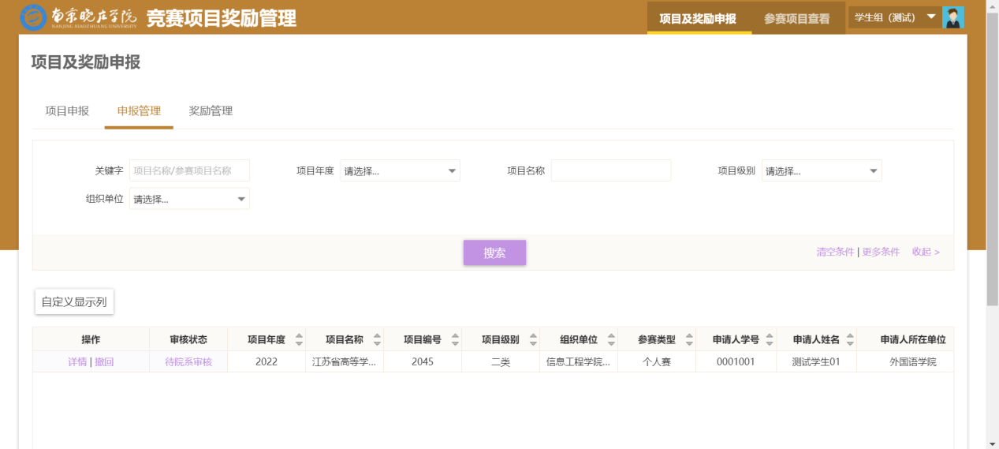 南京晓庄学院 竞赛项目奖励管理 项目及奖励申报 参赛项目查看 学生组（测试）
NANJING XIAOZHUANG UNIVERSITY
项目及奖励申报
项目申报 申报管理 奖励管理
关键字 项目名称/参赛项目名称 项目年度 请选择... 项目名称 项目级别 请选择...
组织单位 请选择...
搜索 清空条件 | 更多条件 收起 >
自定义显示列
操作 审核状态 项目年度 项目名称 项目编号 项目级别 组织单位 参赛类型 申请人学号 申请人姓名 申请人所在单位
详情 | 撤回 待院系审核 2022 江苏省高等学... 2045 二类 信息工程学院... 个人赛 0001001 测试学生01 外国语学院